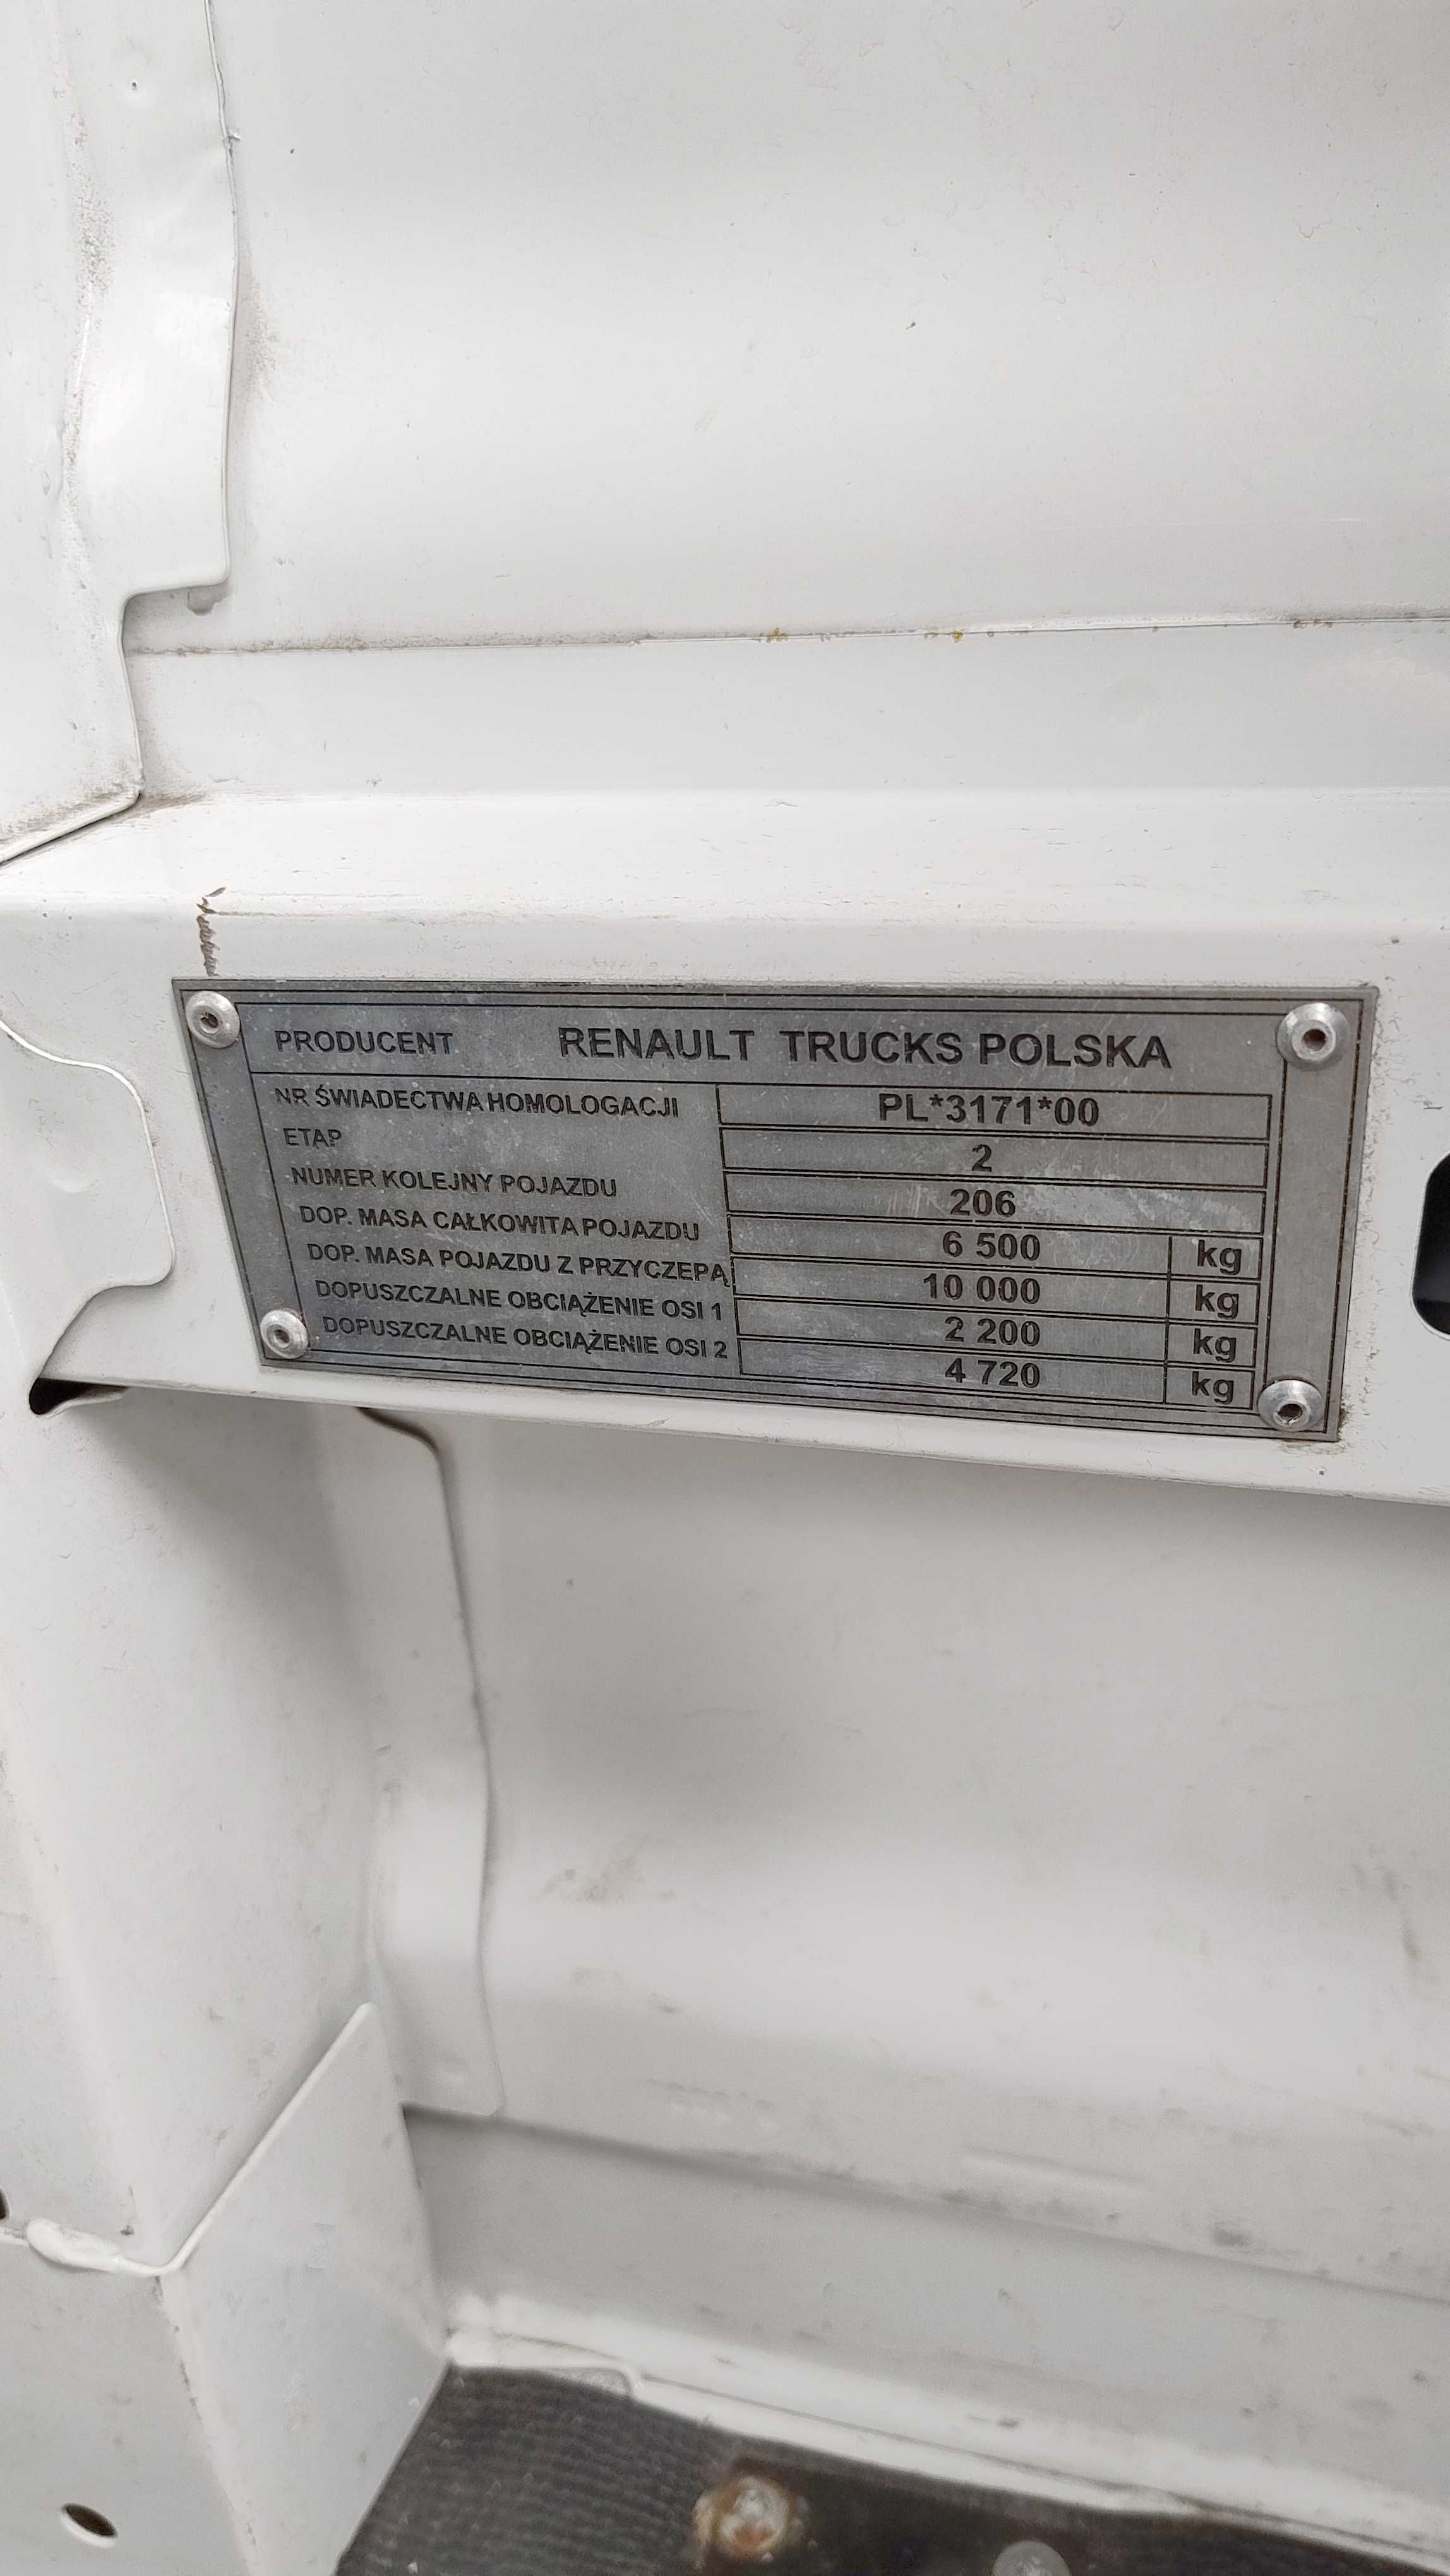 PRODUCENT RENAULT TRUCKS POLSKA
NR ŚWIADECTWA HOMOLOGACJI PL*3171*00
ETAP 2
NUMER KOLEJNY POJAZDU 206
DOP. MASA CAŁKOWITA POJAZDU 6 500 kg
DOP. MASA POJAZDU Z PRZYCZEPĄ 10 000 kg
DOPUSZCZALNE OBCIĄŻENIE OSI 1 2 200 kg
DOPUSZCZALNE OBCIĄŻENIE OSI 2 4 720 kg